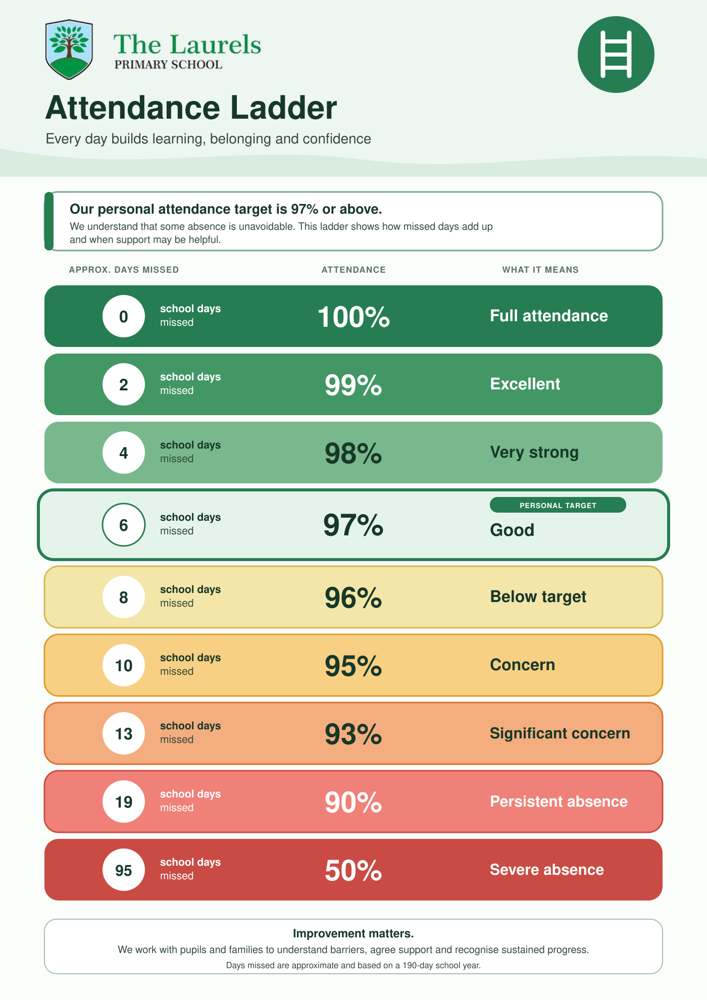 The Laurels
PRIMARY SCHOOL
Attendance Ladder
Every day builds learning, belonging and confidence
Our personal attendance target is 97% or above.
We understand that some absence is unavoidable. This ladder shows how missed days add up
and when support may be helpful.
APPROX. DAYS MISSED ATTENDANCE WHAT IT MEANS
0 school days missed 100% Full attendance
2 school days missed 99% Excellent
4 school days missed 98% Very strong
PERSONAL TARGET
6 school days missed 97% Good
8 school days missed 96% Below target
10 school days missed 95% Concern
13 school days missed 93% Significant concern
19 school days missed 90% Persistent absence
95 school days missed 50% Severe absence
Improvement matters.
We work with pupils and families to understand barriers, agree support and recognise sustained progress.
Days missed are approximate and based on a 190-day school year.